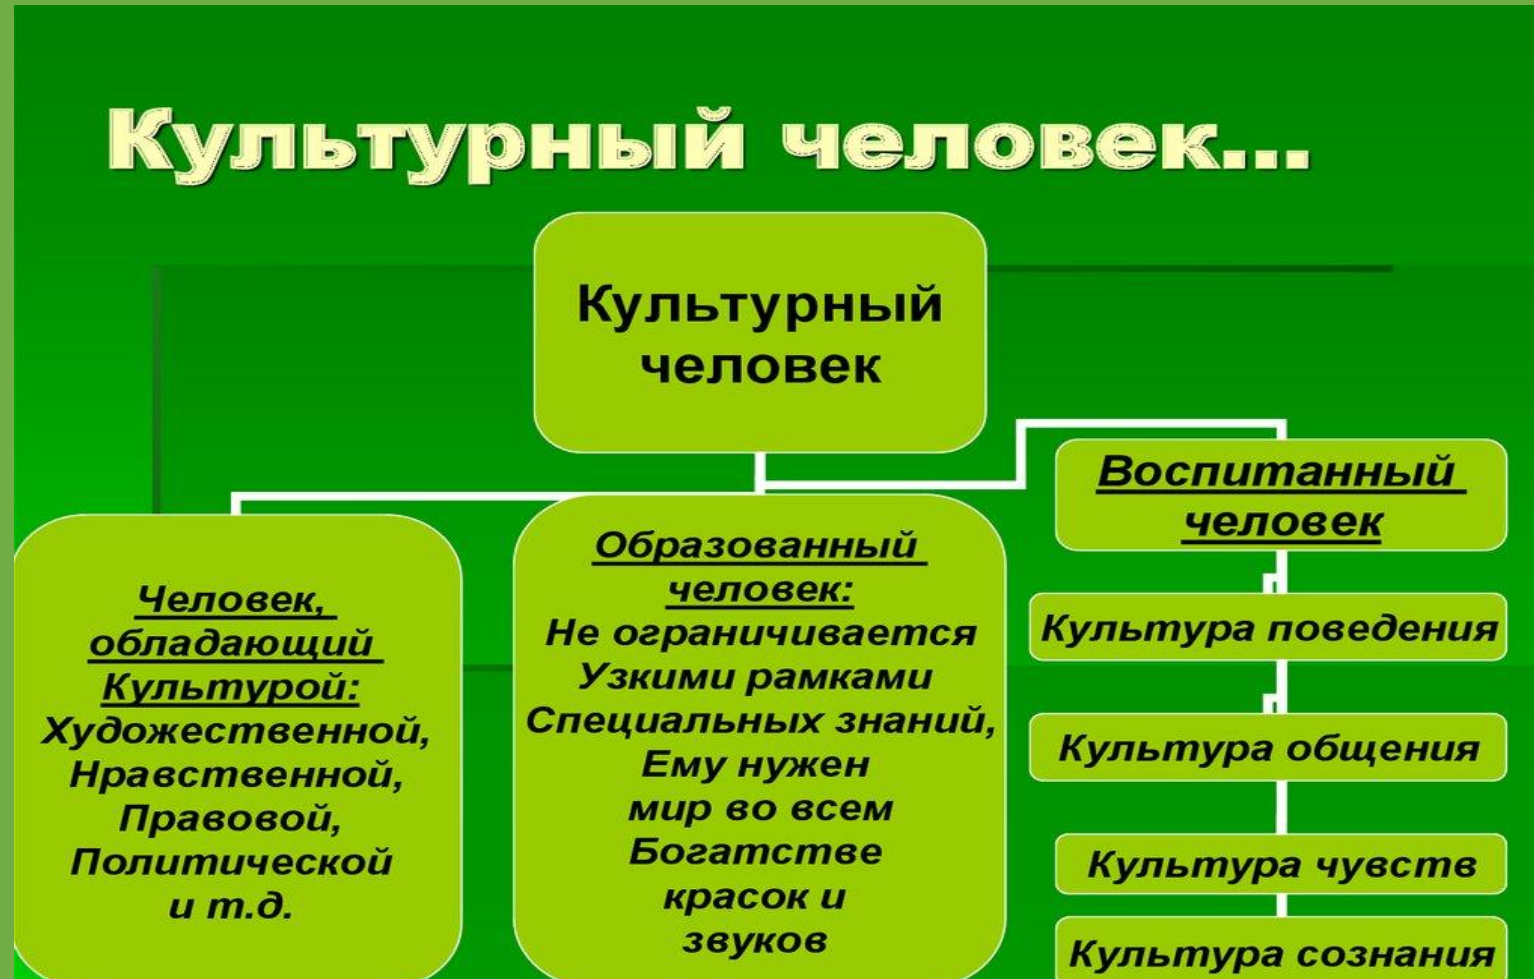 Культурный человек...
Культурный
человек
Человек,
обладающий
Культурой:
Художественной,
Нравственной,
Правовой,
Политической
и т.д.
Образованный
человек:
Не ограничивается
Узкими рамками
Специальных знаний,
Ему нужен
мир во всем
Богатстве
красок и
звуков
Воспитанный
человек
Культура поведения
Культура общения
Культура чувств
Культура сознания